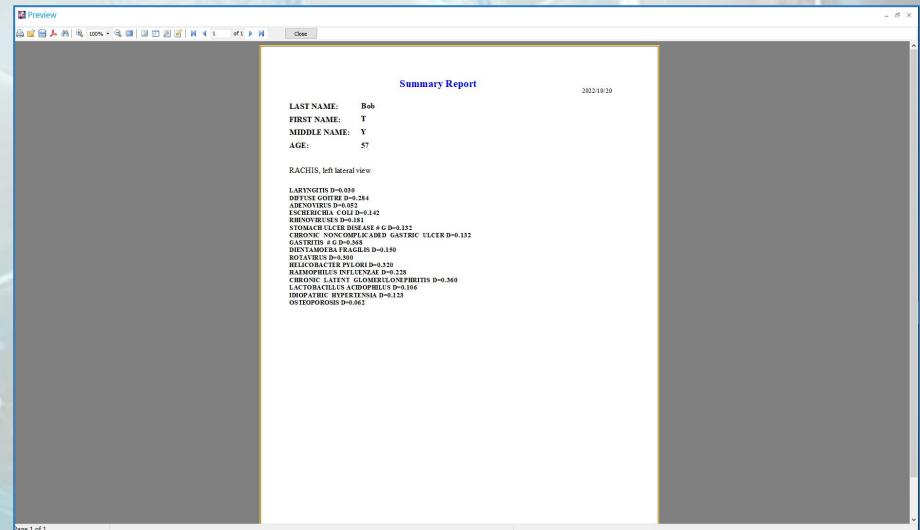 Preview
100%
1 of 1
Close
Summary Report
2022/10/20
LAST NAME: Bob
FIRST NAME: T
MIDDLE NAME: Y
AGE: 57
RACHIS, left lateral view
LARYNGITIS D=0.030
DIFFUSE GOITRE D=0.284
ADENOVIRUS D=0.052
ESCHERICHIA COLI D=0.142
RHINOVIRUSES D=0.181
STOMACH ULCER DISEASE # G D=0.132
CHRONIC NONCOMPLICADED GASTRIC ULCER D=0.132
GASTRITIS # G D=0.368
DIENTAMOEBA FRAGILIS D=0.150
ROTAVIRUS D=0.300
HELICOBACTER PYLORI D=0.320
HAEMOPHILUS INFLUENZAE D=0.228
CHRONIC LATENT GLOMERULONEPHRITIS D=0.360
LACTOBACILLUS ACIDOPHILUS D=0.106
IDIOPATHIC HYPERTENSIA D=0.123
OSTEOPOROSIS D=0.062
Page 1 of 1